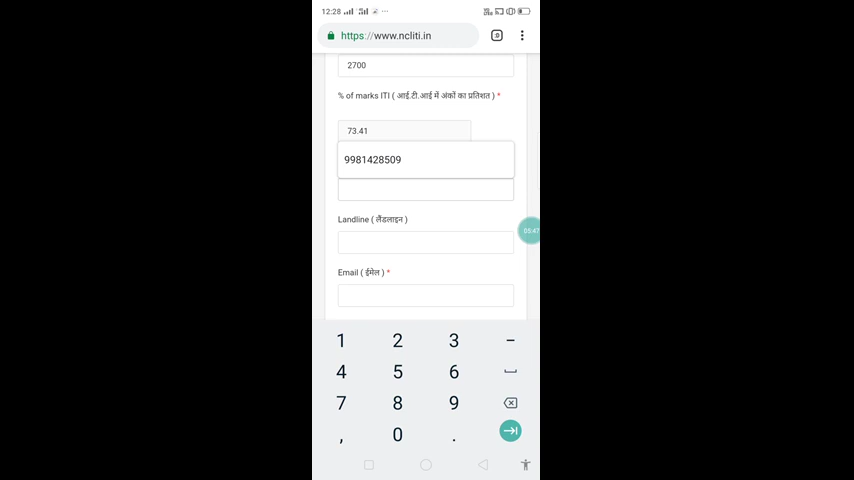 12:28
https://www.ncliti.in
2700
% of marks ITI ( आई.टी.आई में अंकों का प्रतिशत ) *
73.41
9981428509
Landline ( लैंडलाइन )
05:47
Email ( ईमेल ) *
1 2 3 -
4 5 6
7 8 9
, 0 .